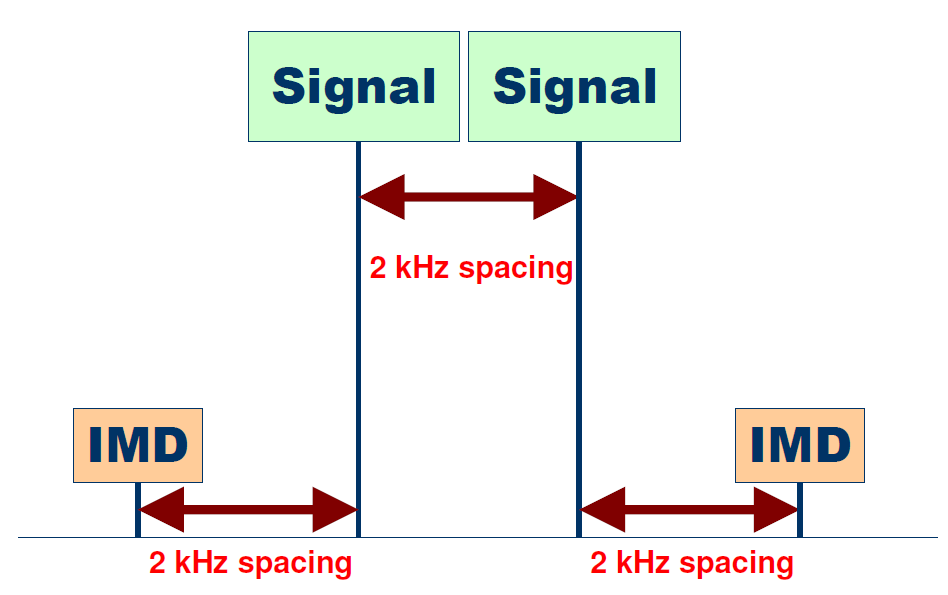 Signal
Signal
2 kHz spacing
IMD
IMD
2 kHz spacing
2 kHz spacing